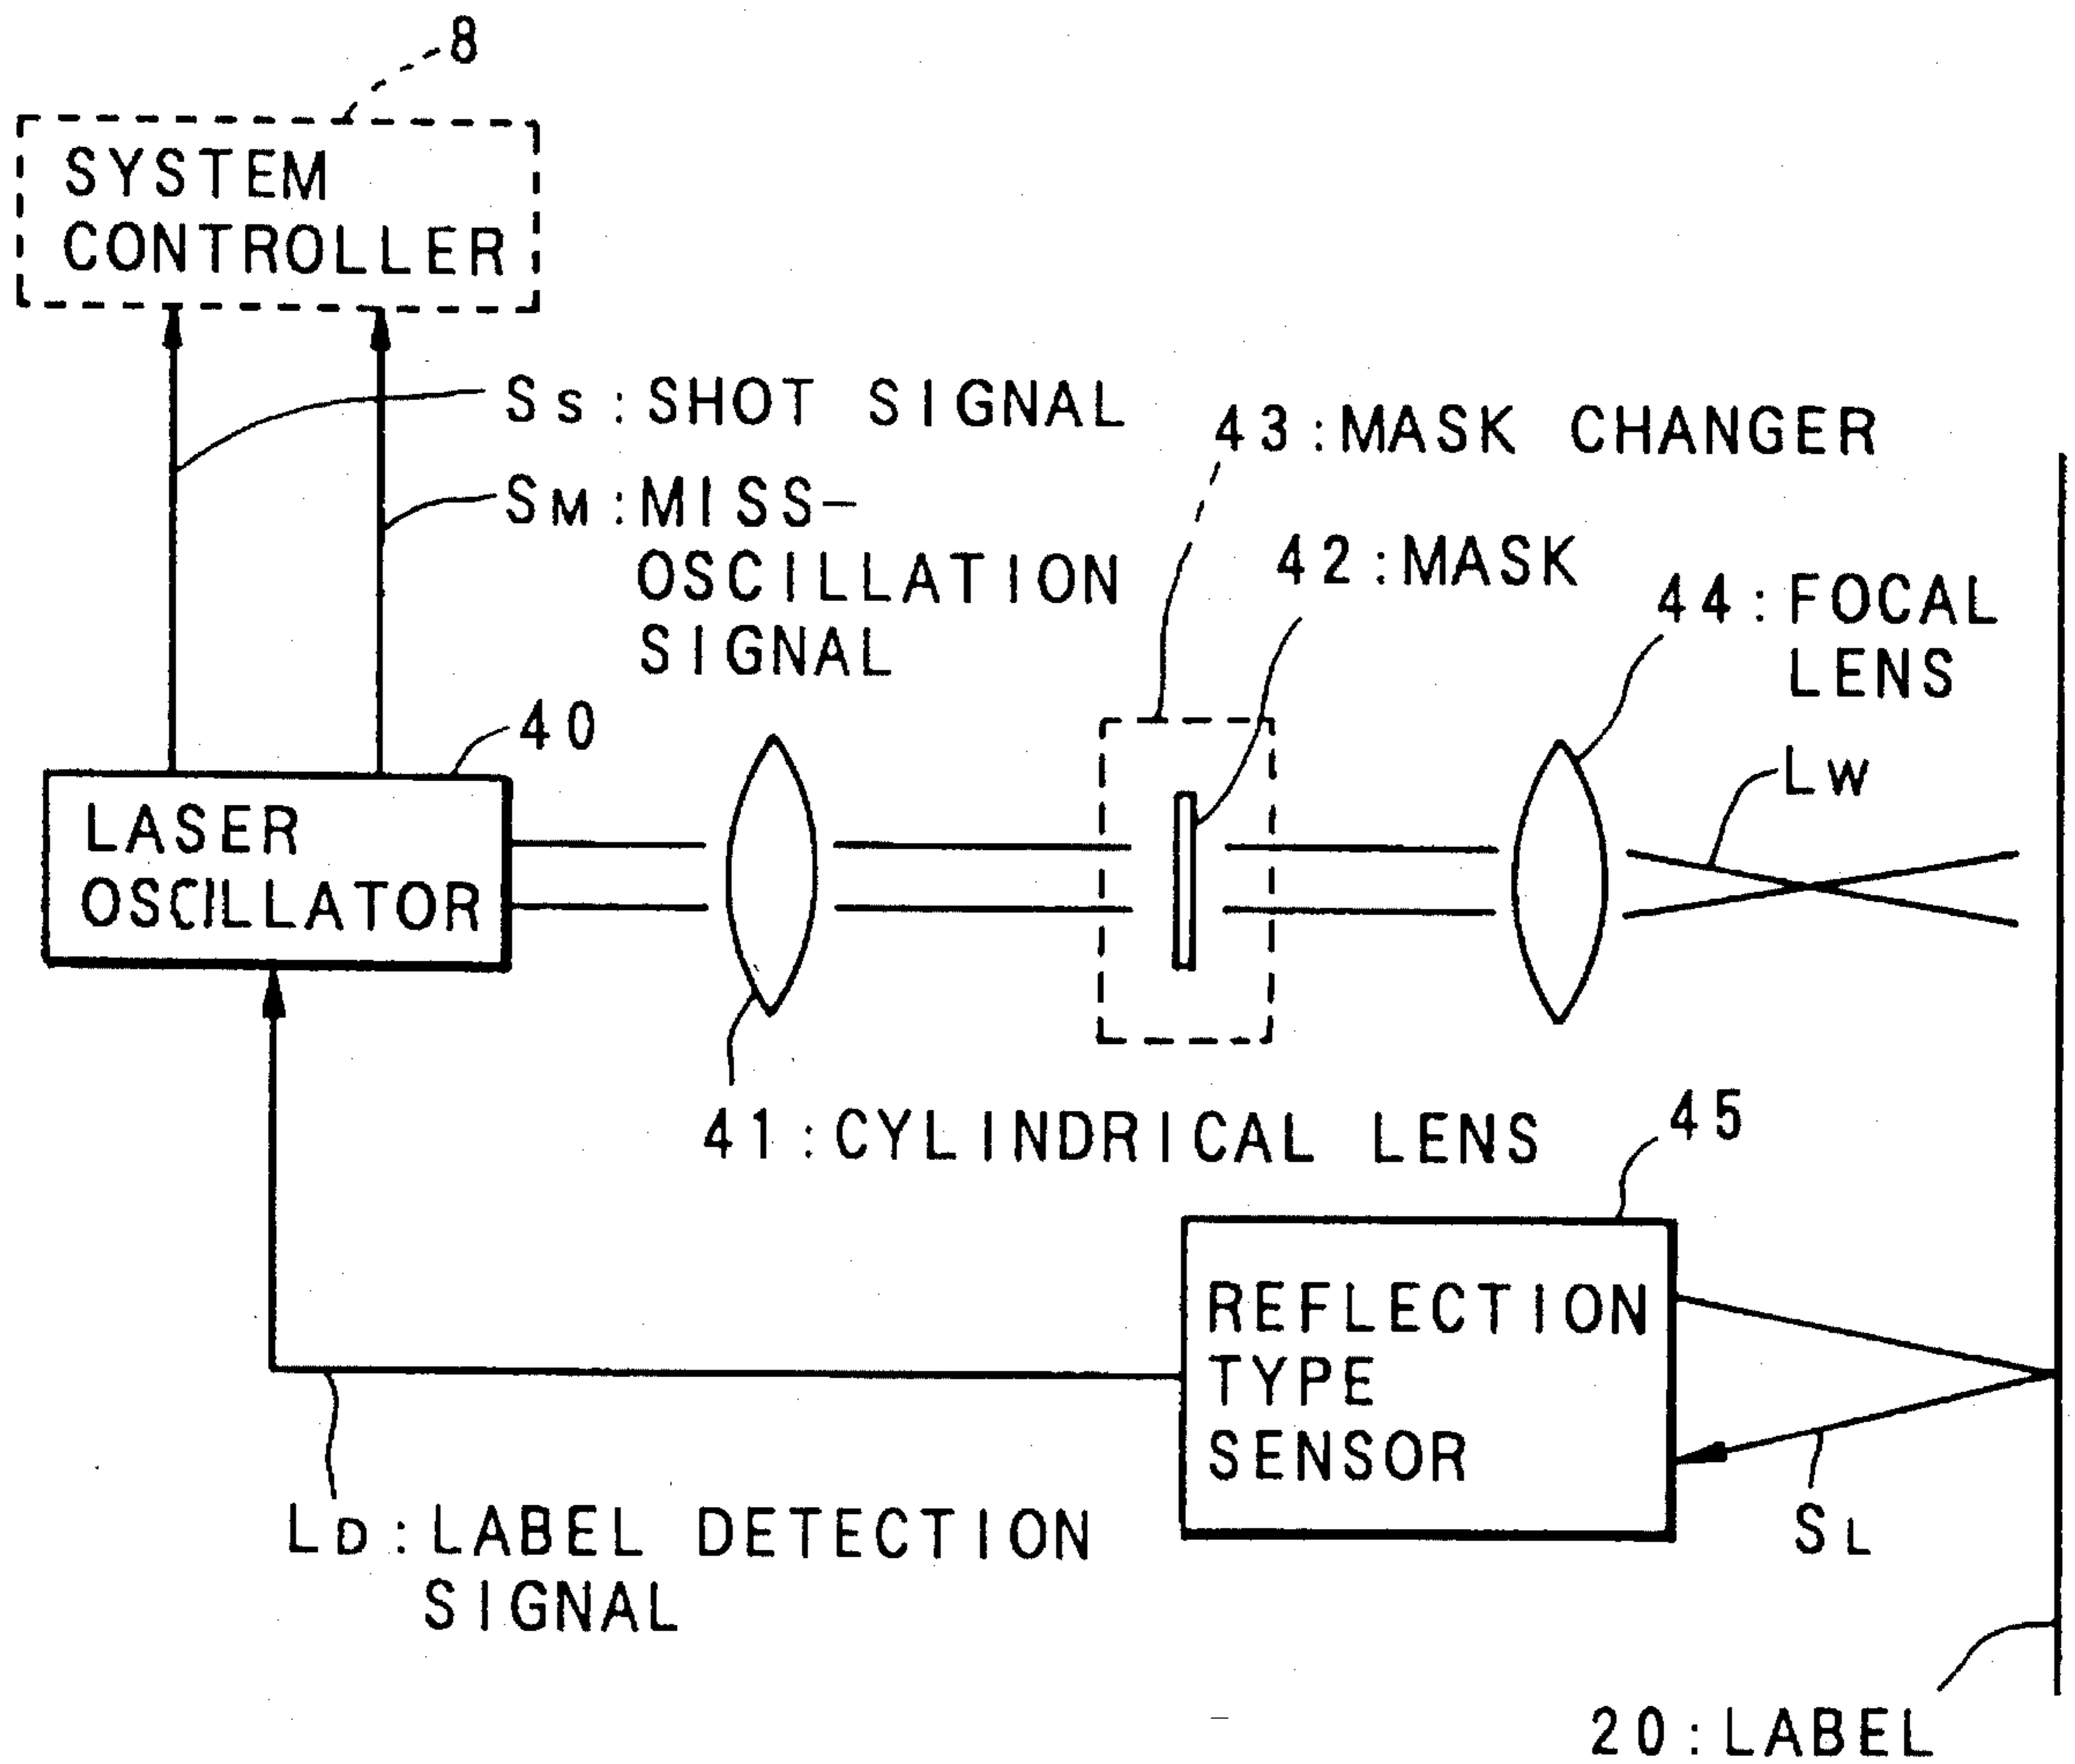 8
SYSTEM
CONTROLLER
Ss:SHOT SIGNAL
43:MASK CHANGER
SM:MISS-
OSCILLATION
SIGNAL
42:MASK
44:FOCAL
LENS
40
LW
LASER
OSCILLATOR
41:CYLINDRICAL LENS
45
REFLECTION
TYPE
SENSOR
LD:LABEL DETECTION
SIGNAL
SL
20:LABEL